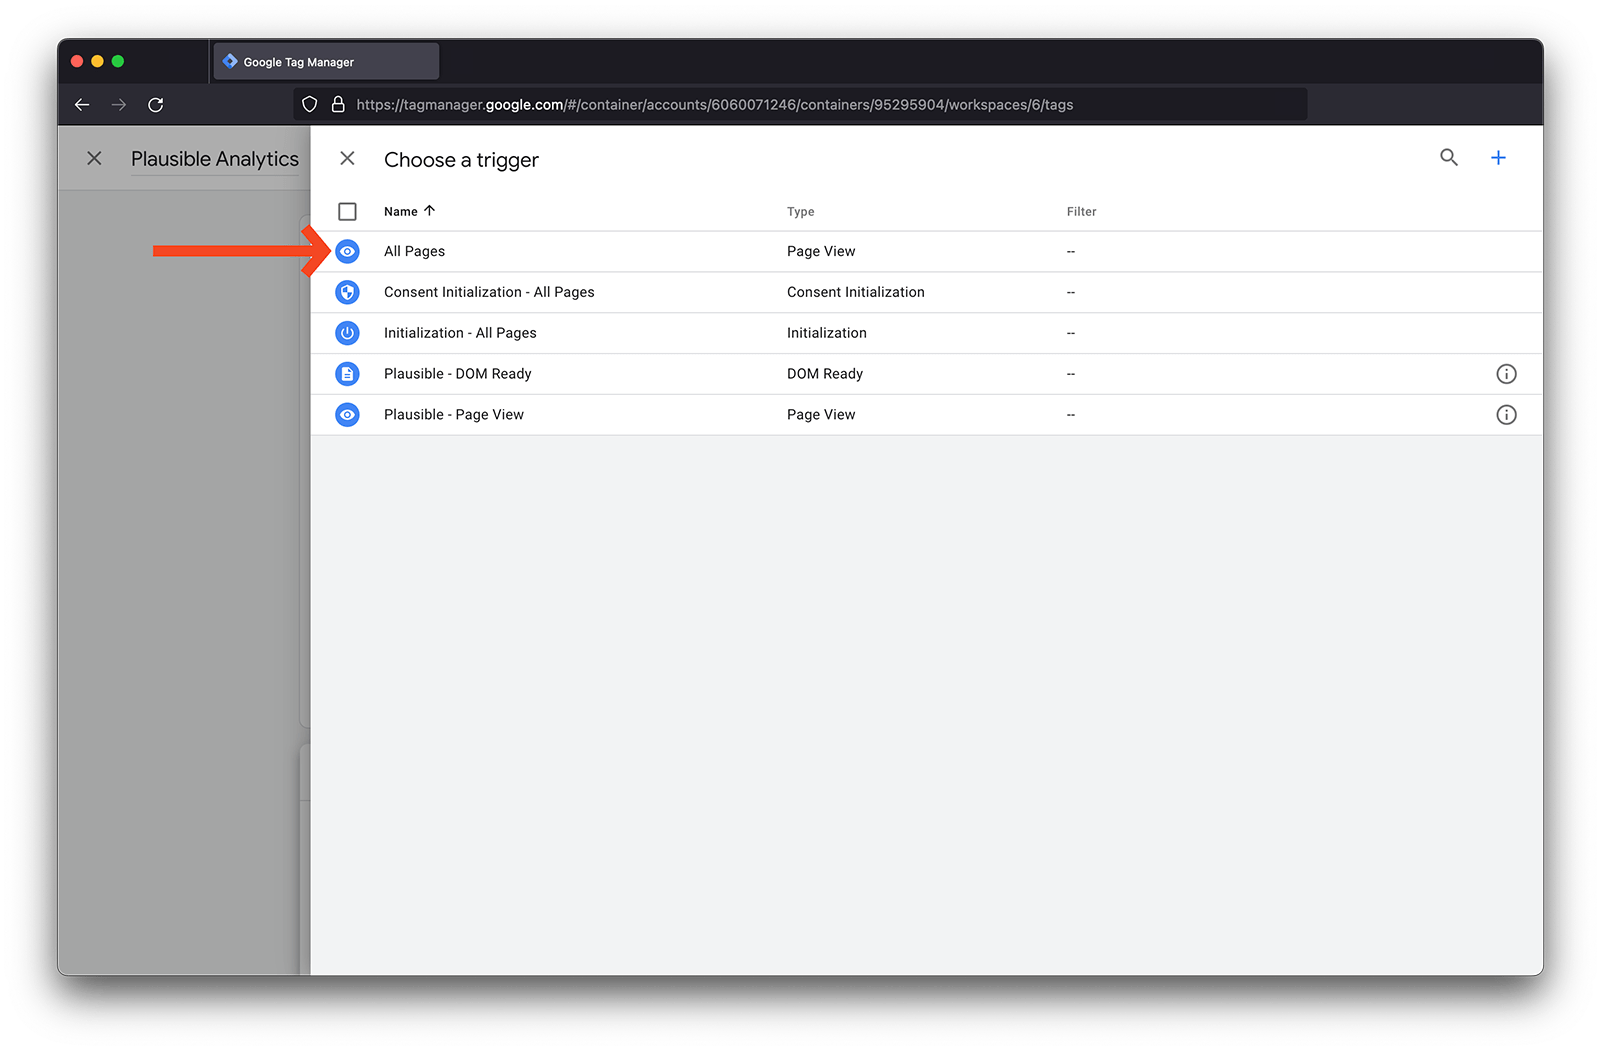 Google Tag Manager
https://tagmanager.google.com/#/container/accounts/6060071246/containers/95295904/workspaces/6/tags
Plausible Analytics
Choose a trigger
Name Type Filter
All Pages Page View --
Consent Initialization - All Pages Consent Initialization --
Initialization - All Pages Initialization --
Plausible - DOM Ready DOM Ready --
Plausible - Page View Page View --